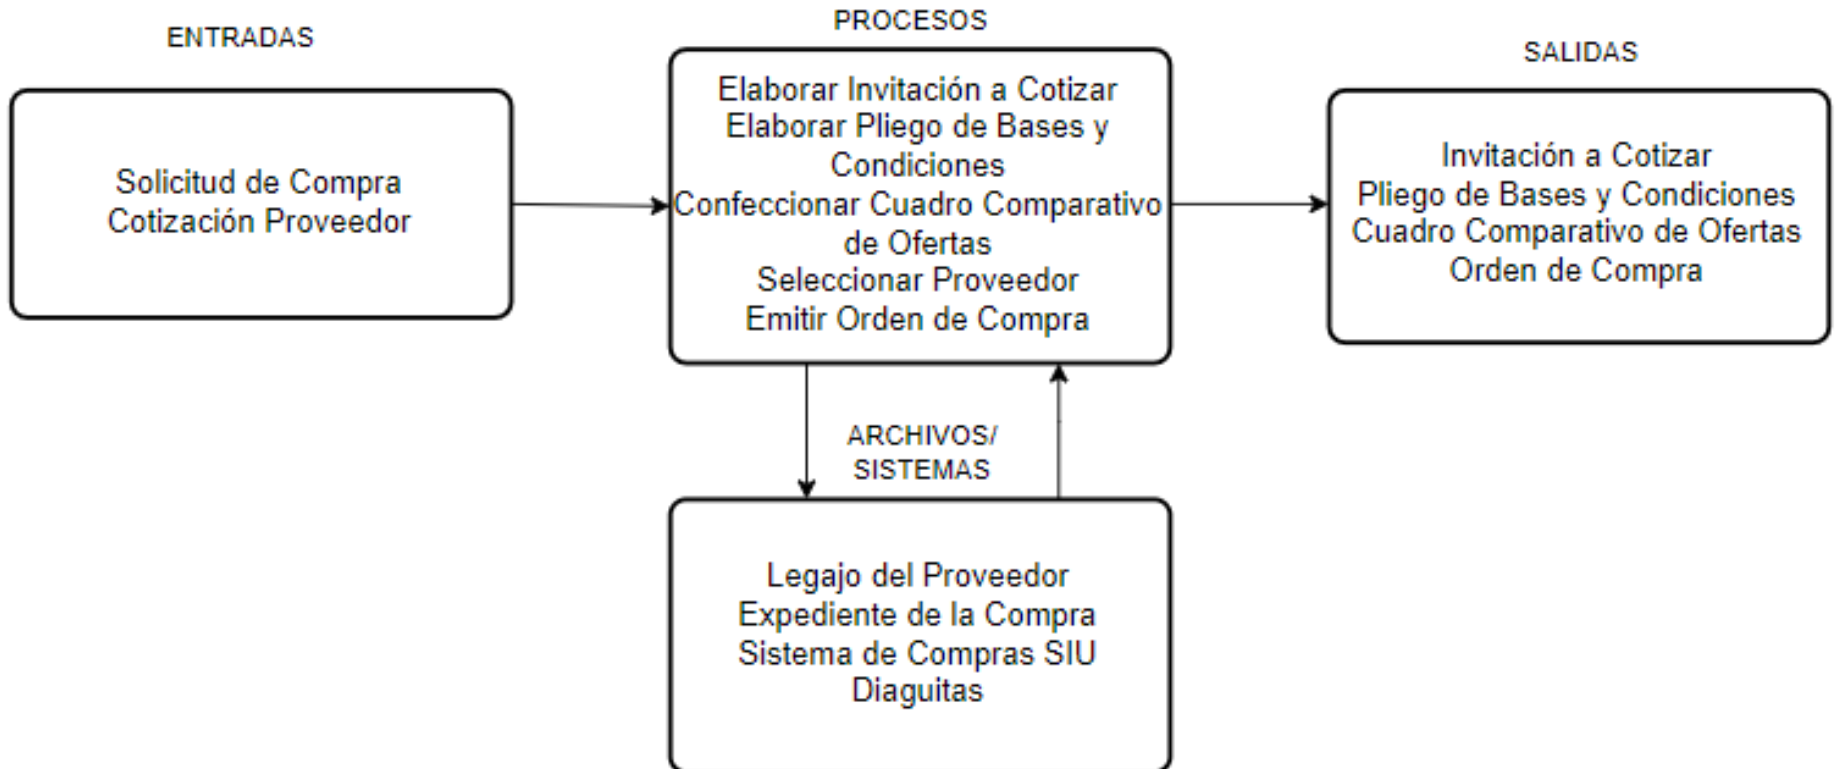 ENTRADAS
Solicitud de Compra
Cotización Proveedor
PROCESOS
Elaborar Invitación a Cotizar
Elaborar Pliego de Bases y
Condiciones
Confeccionar Cuadro Comparativo
de Ofertas
Seleccionar Proveedor
Emitir Orden de Compra
SALIDAS
Invitación a Cotizar
Pliego de Bases y Condiciones
Cuadro Comparativo de Ofertas
Orden de Compra
ARCHIVOS/
SISTEMAS
Legajo del Proveedor
Expediente de la Compra
Sistema de Compras SIU
Diaguitas